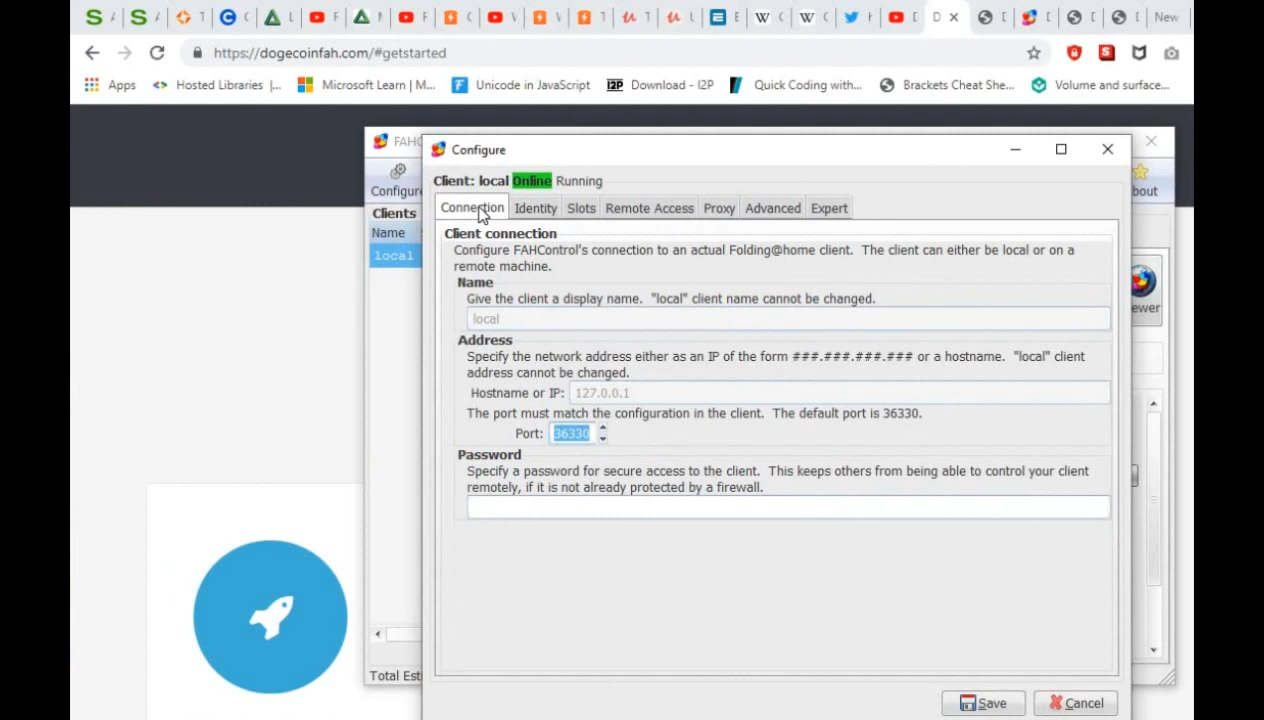 New
https://dogecoinfah.com/#getstarted
Apps
Hosted Libraries |...
Microsoft Learn | M...
Unicode in JavaScript
I2P
Download - I2P
Quick Coding with...
Brackets Cheat She...
Volume and surface...
FAHC
Configure
Client: local Online Running
Configure
bout
Connection
Identity
Slots
Remote Access
Proxy
Advanced
Expert
Clients
Name
local
Client connection
Configure FAHControl's connection to an actual Folding@home client. The client can either be local or on a
remote machine.
Name
Give the client a display name. "local" client name cannot be changed.
local
ewer
Address
Specify the network address either as an IP of the form ###.###.###.### or a hostname. "local" client
address cannot be changed.
Hostname or IP: 127.0.0.1
The port must match the configuration in the client. The default port is 36330.
Port: 36330
Password
Specify a password for secure access to the client. This keeps others from being able to control your client
remotely, if it is not already protected by a firewall.
Total Est
Save
Cancel